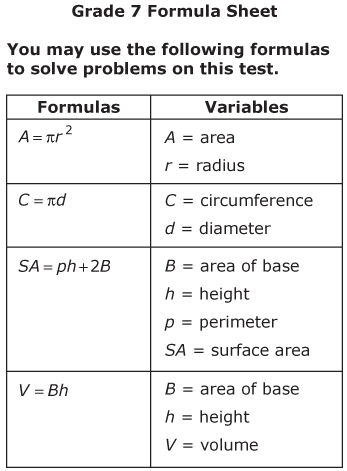 Grade 7 Formula Sheet
You may use the following formulas
to solve problems on this test.
Formulas Variables
A = πr² A = area
r = radius
C = πd C = circumference
d = diameter
SA = ph + 2B B = area of base
h = height
p = perimeter
SA = surface area
V = Bh B = area of base
h = height
V = volume